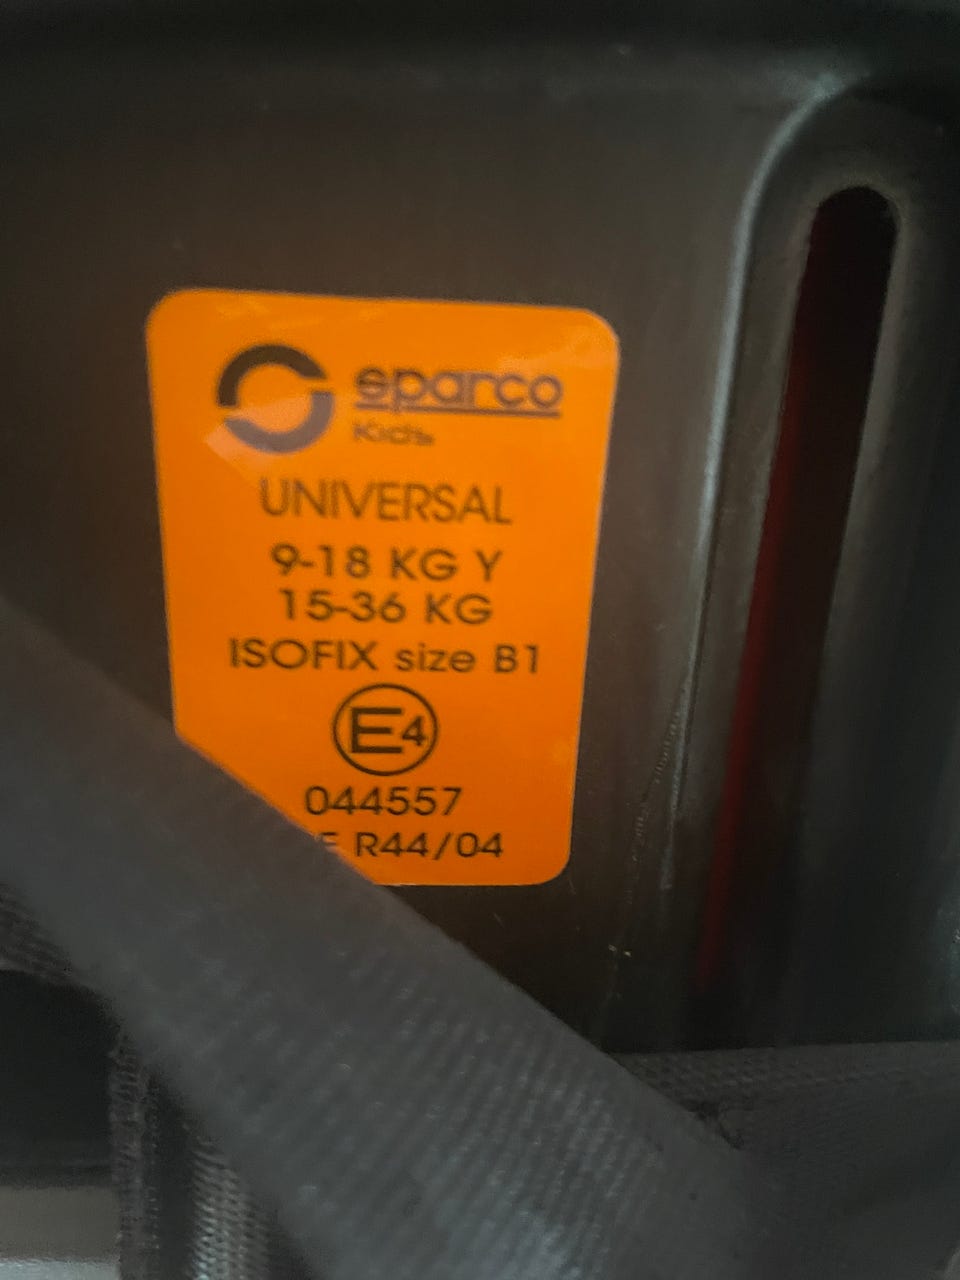 sparco
Kids
UNIVERSAL
9-18 KG Y
15-36 KG
ISOFIX size B1
E4
044557
R44/04